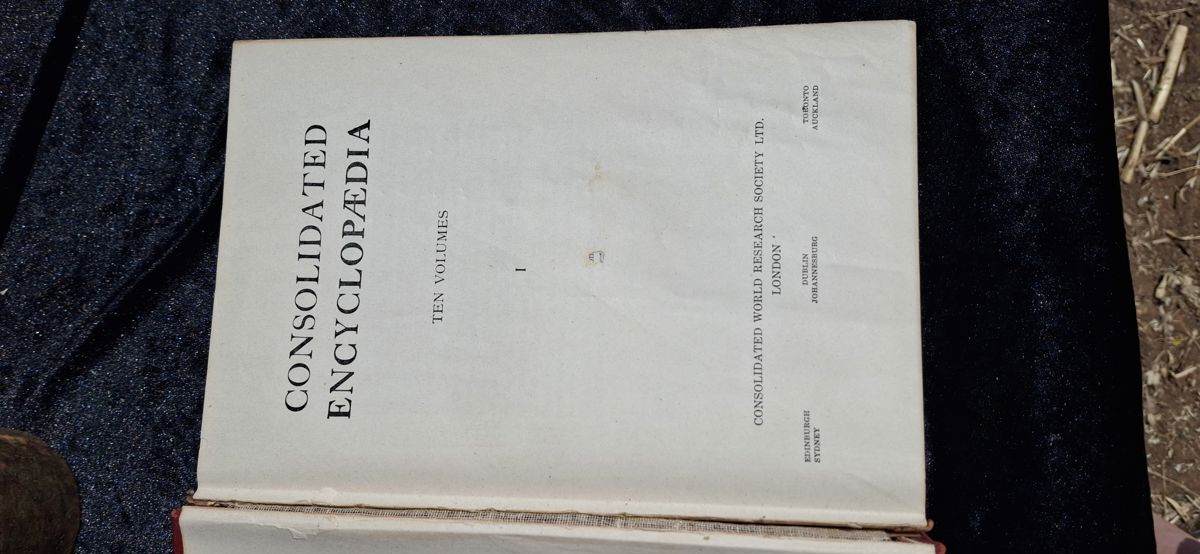 CONSOLIDATED
ENCYCLOPÆDIA
TEN VOLUMES
I
CONSOLIDATED WORLD RESEARCH SOCIETY LTD.
LONDON
EDINBURGH DUBLIN TORONTO
SYDNEY JOHANNESBURG AUCKLAND